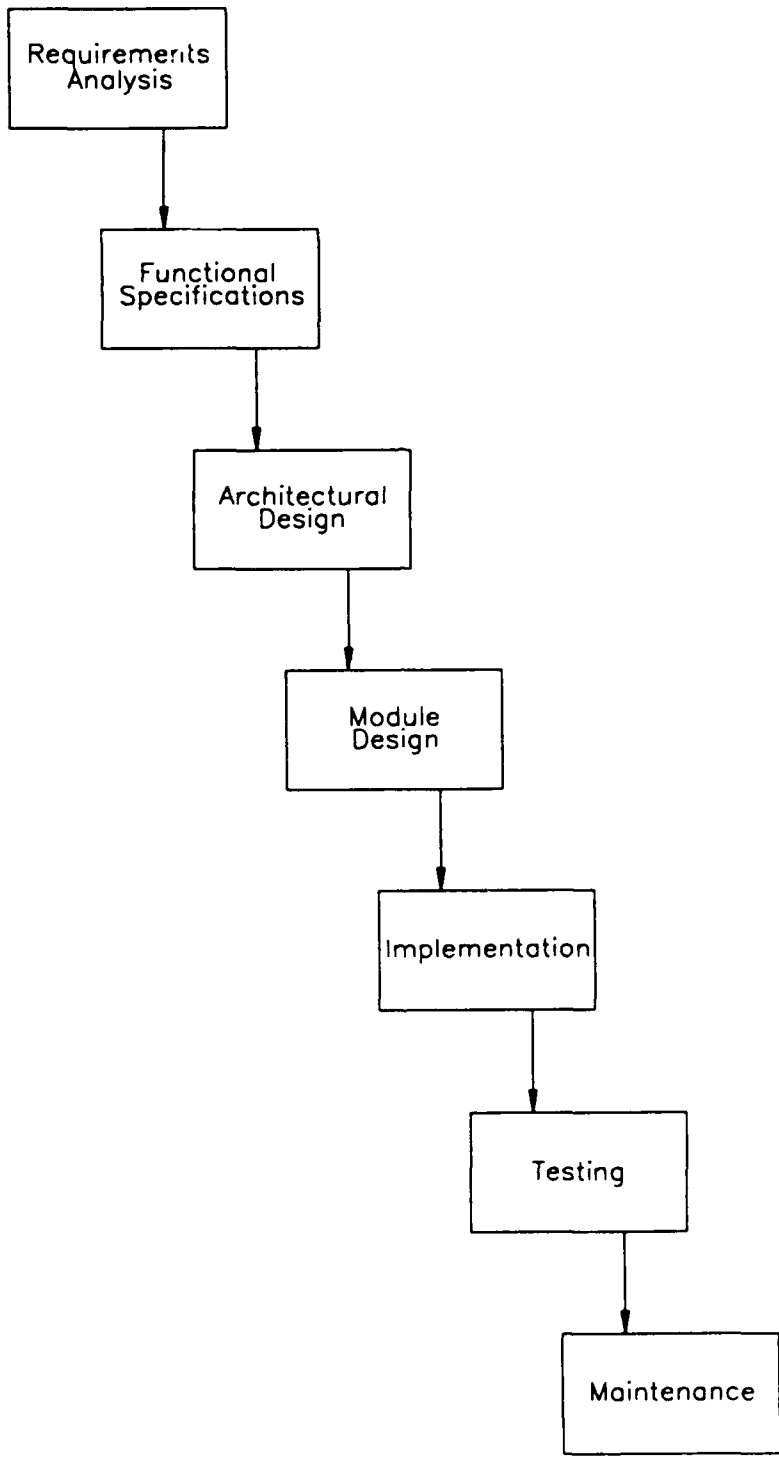 Requirements
Analysis
Functional
Specifications
Architectural
Design
Module
Design
Implementation
Testing
Maintenance